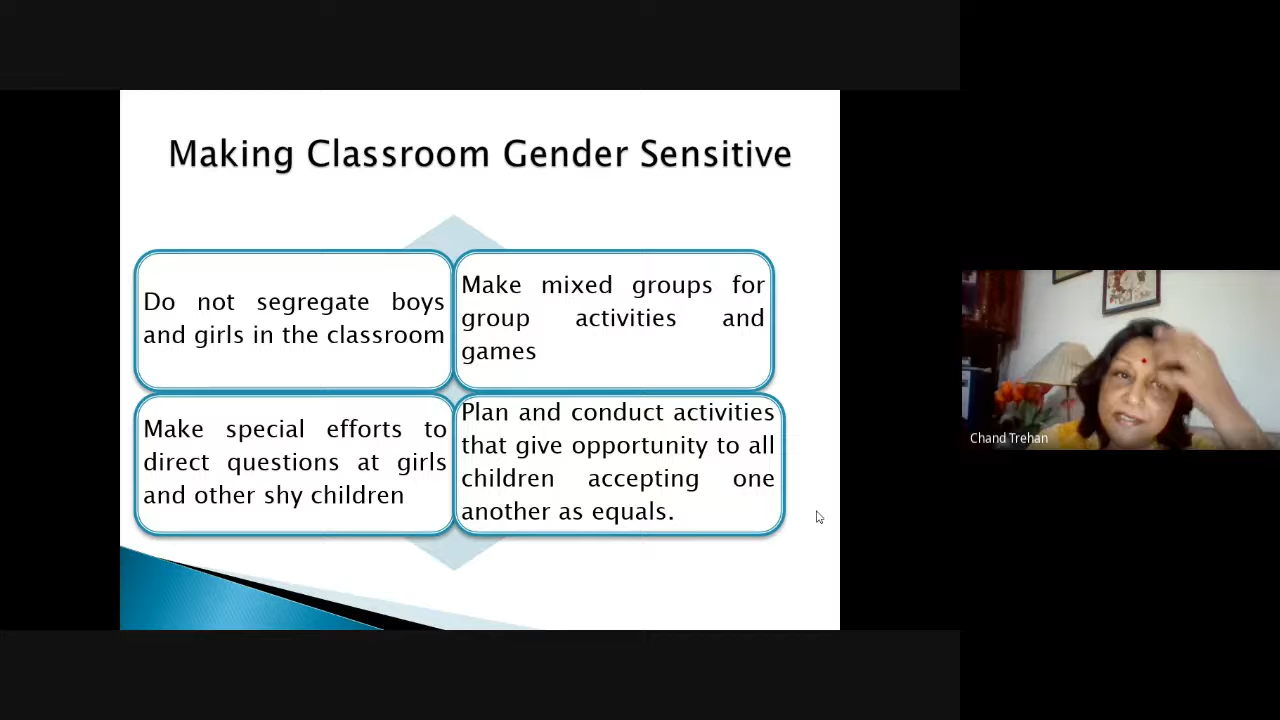 Making Classroom Gender Sensitive
Do not segregate boys
and girls in the classroom
Make mixed groups for
group activities and
games
Make special efforts to
direct questions at girls
and other shy children
Plan and conduct activities
that give opportunity to all
children accepting one
another as equals.
Chand Trehan